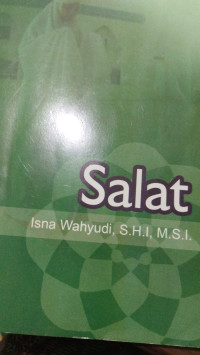 Salat
Isna Wahyudi, S.H.I, M.S.I.